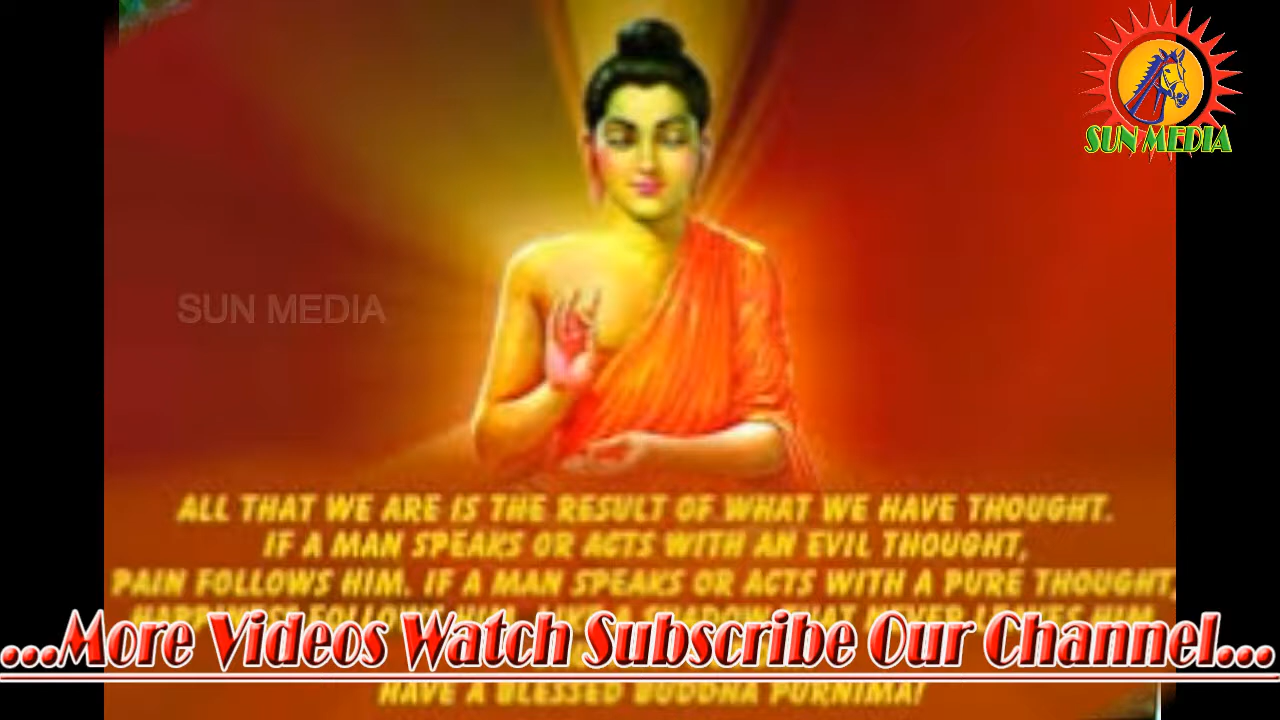 SUN MEDIA
SUN MEDIA
ALL THAT WE ARE IS THE RESULT OF WHAT WE HAVE THOUGHT.
IF A MAN SPEAKS OR ACTS WITH AN EVIL THOUGHT,
PAIN FOLLOWS HIM. IF A MAN SPEAKS OR ACTS WITH A PURE THOUGHT,
...More Videos Watch Subscribe Our Channel...
HAVE A BLESSED BUDDHA PURNIMA!